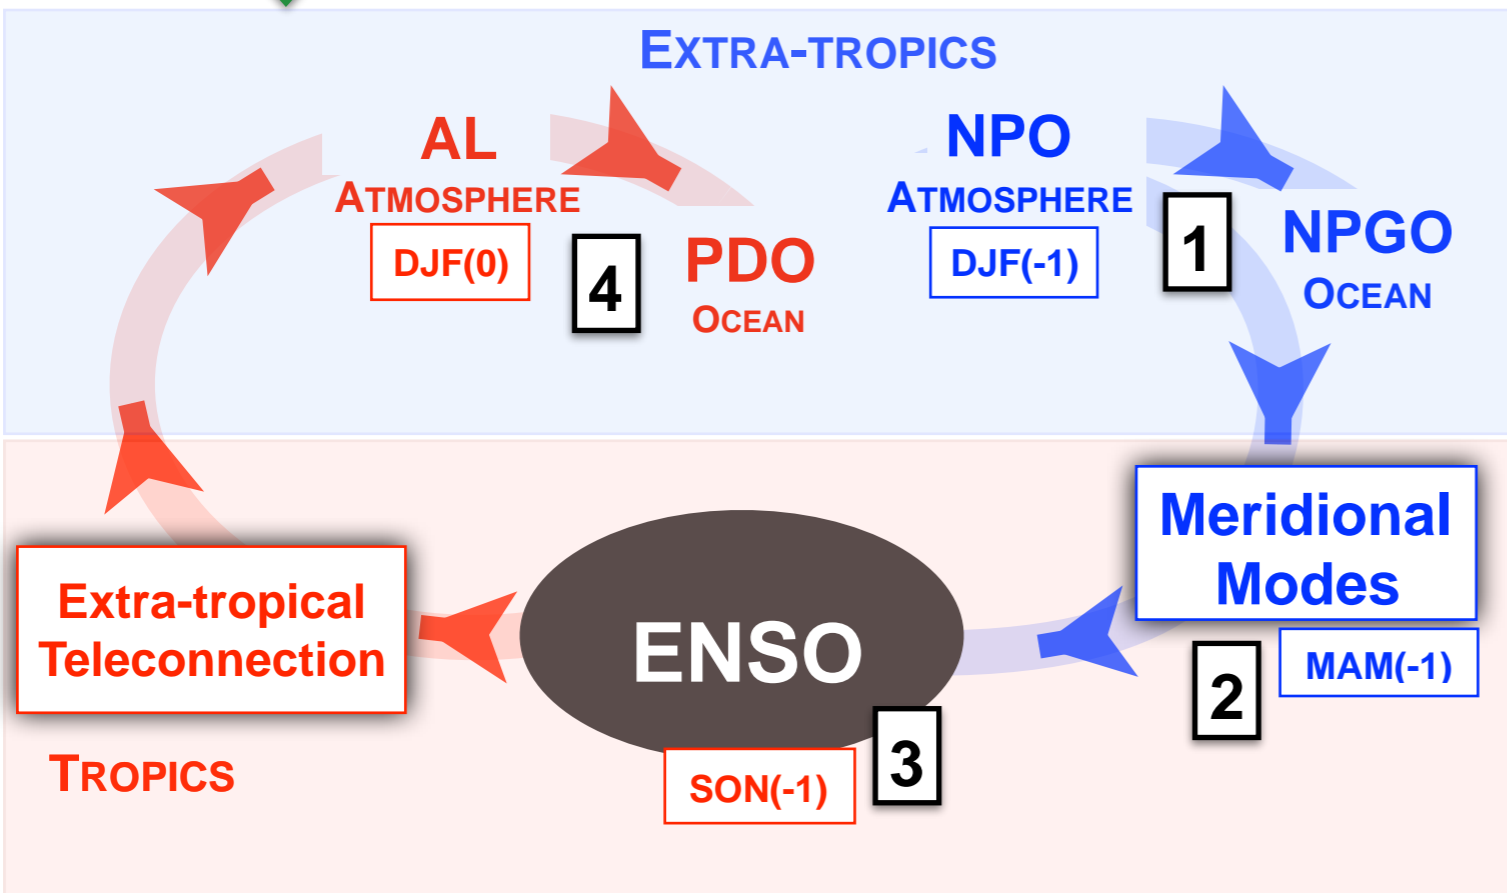 EXTRA-TROPICS
AL
ATMOSPHERE
DJF(0)
4
PDO
OCEAN
NPO
ATMOSPHERE
DJF(-1)
1
NPGO
OCEAN
Meridional
Modes
MAM(-1)
2
ENSO
3
SON(-1)
Extra-tropical
Teleconnection
TROPICS